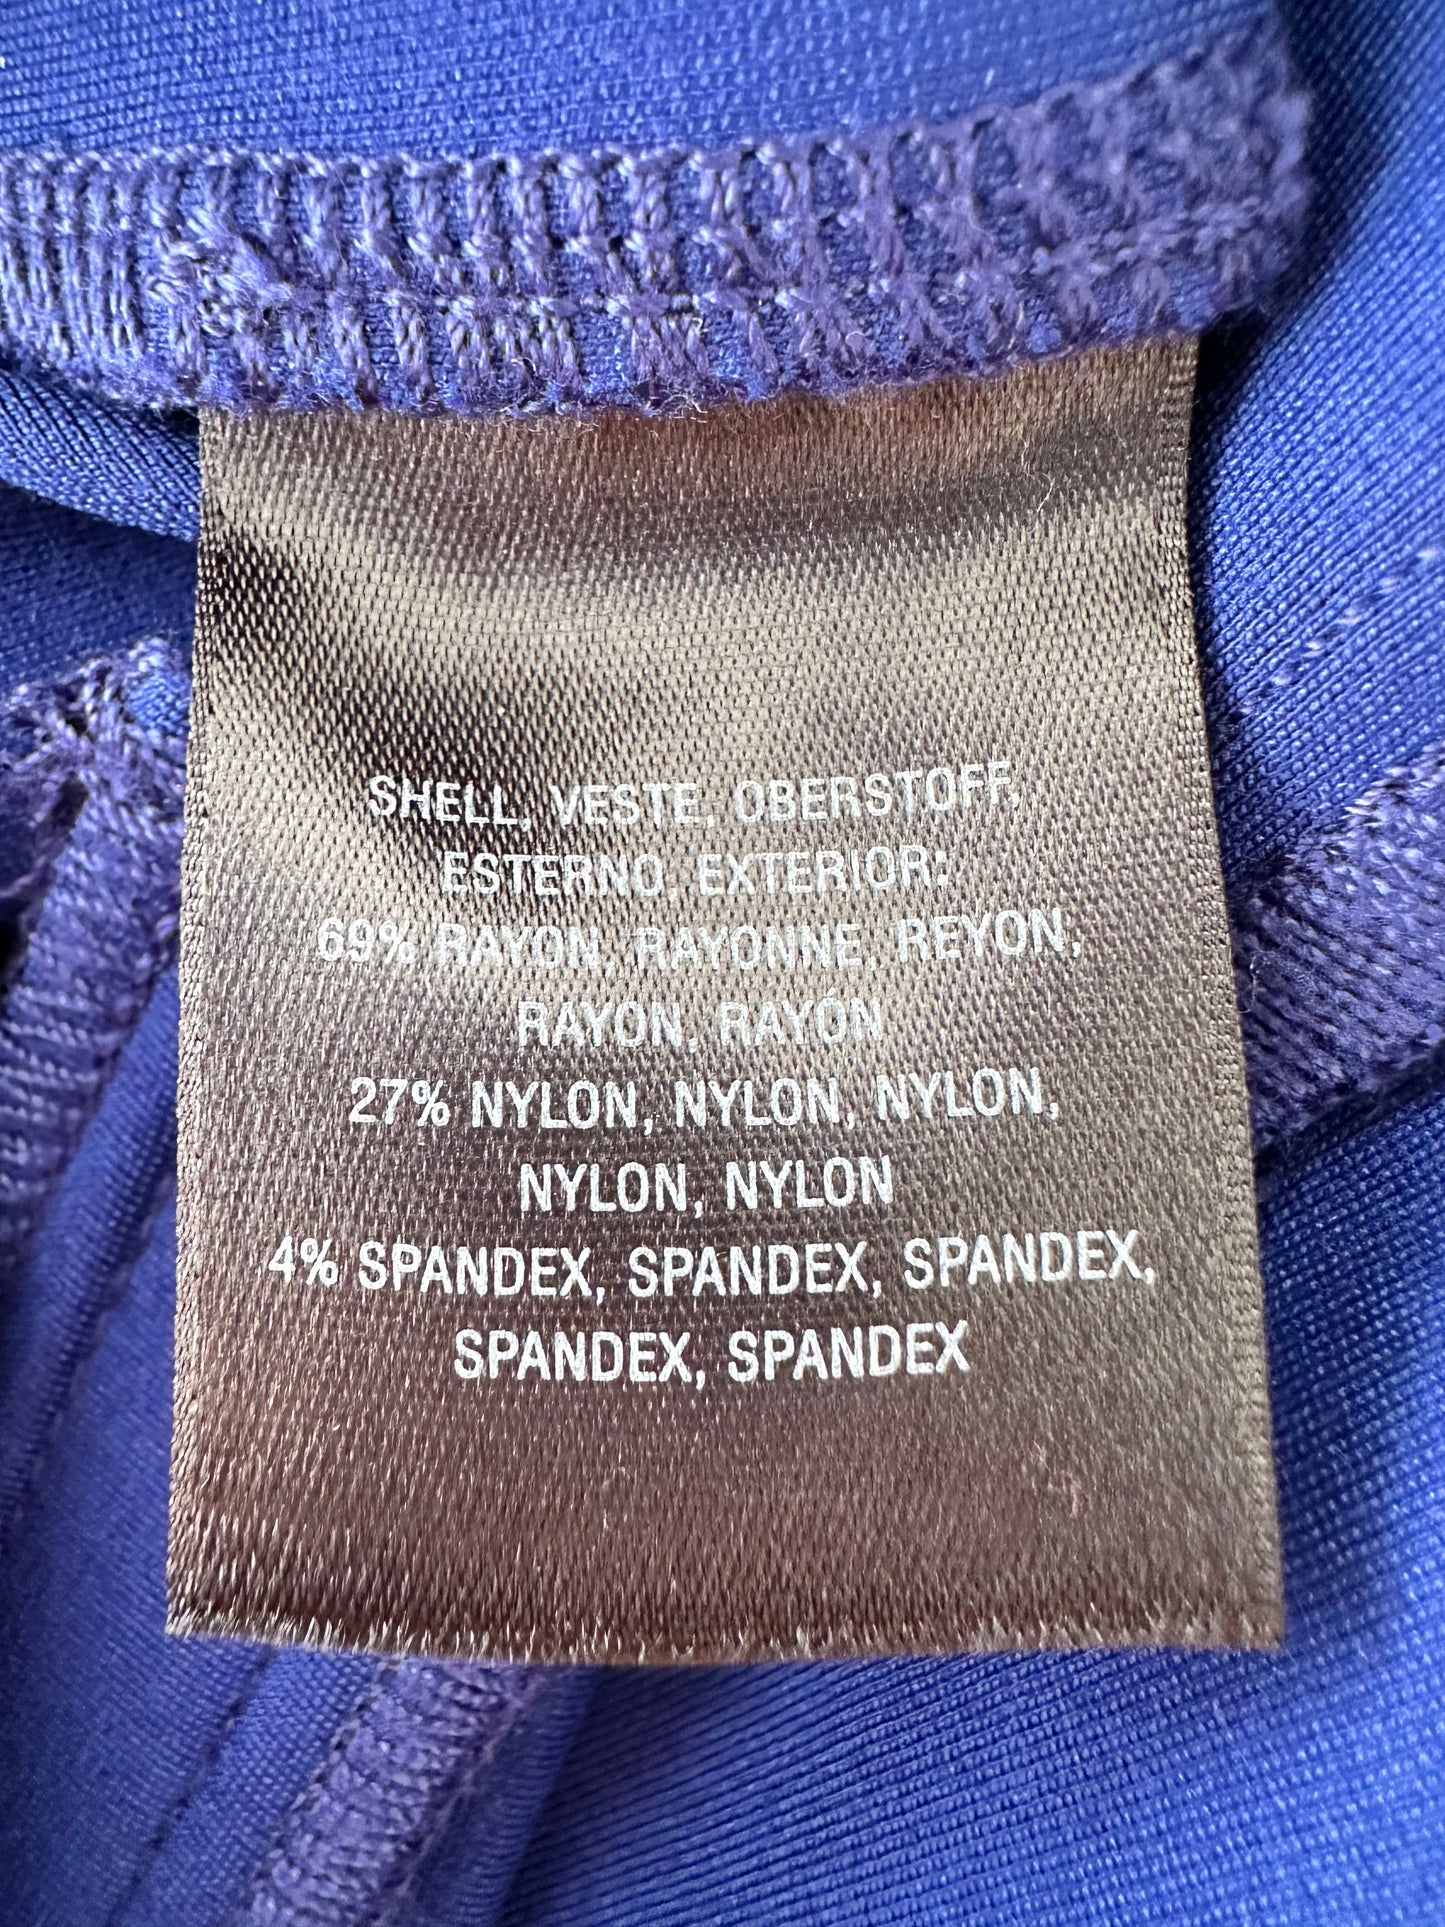 SHELL, VESTE, OBERSTOFF,
ESTERNO, EXTERIOR:
69% RAYON, RAYONNE, REYON,
RAYON, RAYÓN
27% NYLON, NYLON, NYLON,
NYLON, NYLON
4% SPANDEX, SPANDEX, SPANDEX,
SPANDEX, SPANDEX